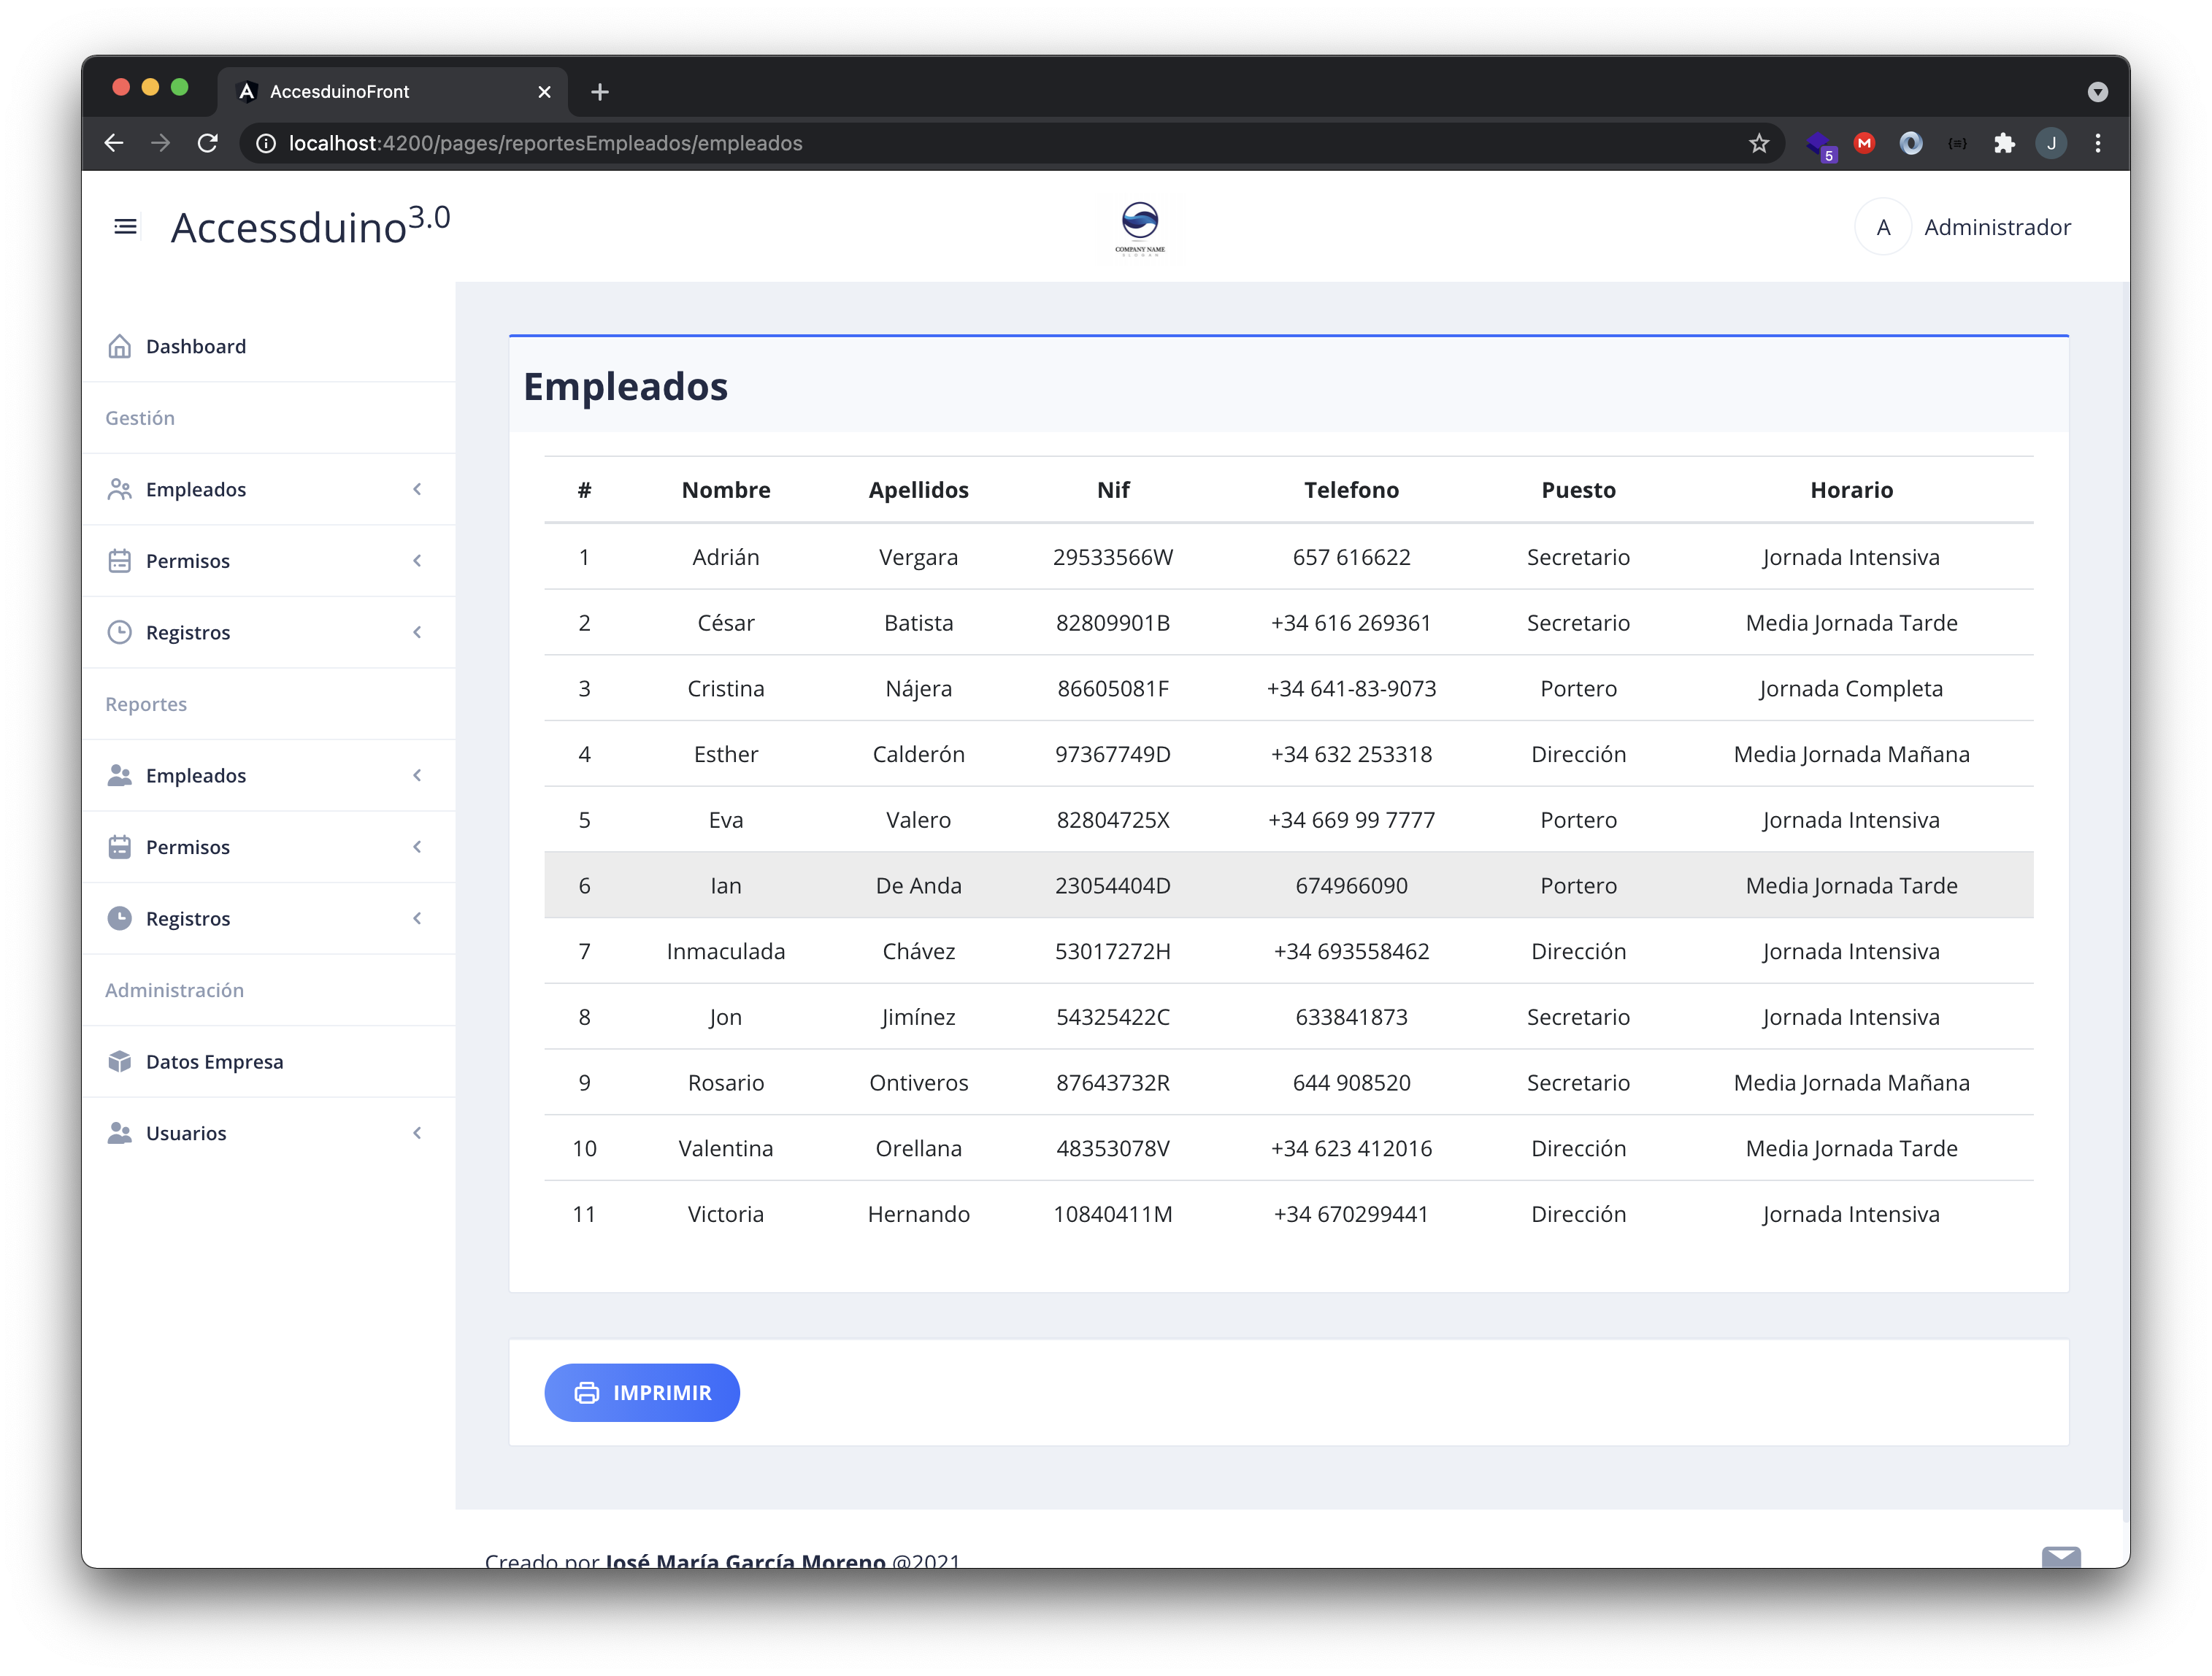 AccesduinoFront
localhost:4200/pages/reportesEmpleados/empleados
5
M
J
Accessduino3.0
COMPANY NAME
SLOGAN
A Administrador
Dashboard
Gestión
Empleados
Permisos
Registros
Reportes
Empleados
Permisos
Registros
Administración
Datos Empresa
Usuarios
Empleados
# Nombre Apellidos Nif Telefono Puesto Horario
1 Adrián Vergara 29533566W 657 616622 Secretario Jornada Intensiva
2 César Batista 82809901B +34 616 269361 Secretario Media Jornada Tarde
3 Cristina Nájera 86605081F +34 641-83-9073 Portero Jornada Completa
4 Esther Calderón 97367749D +34 632 253318 Dirección Media Jornada Mañana
5 Eva Valero 82804725X +34 669 99 7777 Portero Jornada Intensiva
6 Ian De Anda 23054404D 674966090 Portero Media Jornada Tarde
7 Inmaculada Chávez 53017272H +34 693558462 Dirección Jornada Intensiva
8 Jon Jimínez 54325422C 633841873 Secretario Jornada Intensiva
9 Rosario Ontiveros 87643732R 644 908520 Secretario Media Jornada Mañana
10 Valentina Orellana 48353078V +34 623 412016 Dirección Media Jornada Tarde
11 Victoria Hernando 10840411M +34 670299441 Dirección Jornada Intensiva
IMPRIMIR
Creado por José María García Moreno @2021